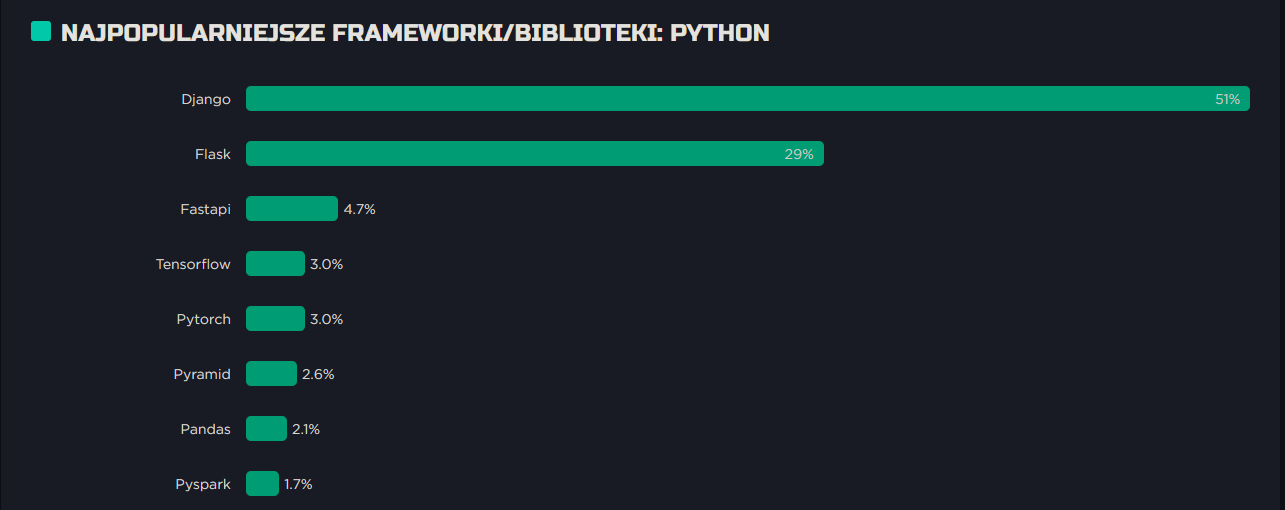 NAJPOPULARNIEJSZE FRAMEWORKI/BIBLIOTEKI: PYTHON
Django 51%
Flask 29%
Fastapi 4.7%
Tensorflow 3.0%
Pytorch 3.0%
Pyramid 2.6%
Pandas 2.1%
Pyspark 1.7%